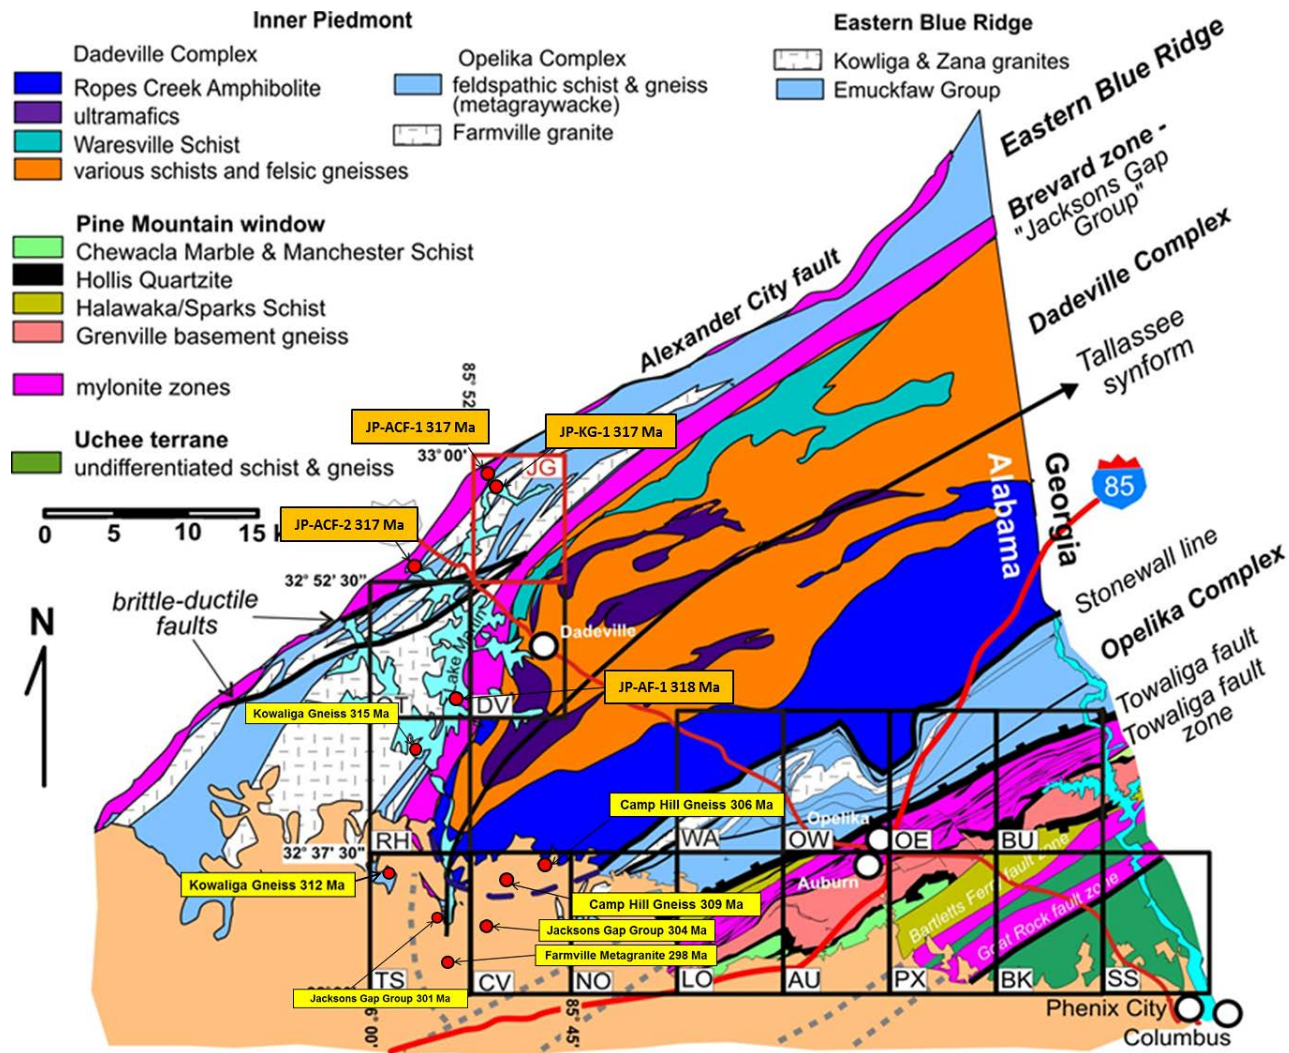 Inner Piedmont
Dadeville Complex
Ropes Creek Amphibolite
ultramafics
Waresville Schist
various schists and felsic gneisses
Opelika Complex
feldspathic schist & gneiss
(metagraywacke)
Farmville granite
Eastern Blue Ridge
Kowliga & Zana granites
Emuckfaw Group
Pine Mountain window
Chewacla Marble & Manchester Schist
Hollis Quartzite
Halawaka/Sparks Schist
Grenville basement gneiss
mylonite zones
Uchee terrane
undifferentiated schist & gneiss
0 5 10 15
N
brittle-ductile
faults
Alexander City fault
Eastern Blue Ridge
Brevard zone -
"Jacksons Gap
Group"
Dadeville Complex
Tallassee
synform
Alabama
Georgia
85
Stonewall line
Opelika Complex
Towaliga fault
Towaliga fault
zone
85° 52
33° 00'
32° 52' 30"
32° 37' 30"
6° 00'
85° 45'
JP-ACF-1 317 Ma
JP-KG-1 317 Ma
JP-ACF-2 317 Ma
JP-AF-1 318 Ma
Kowaliga Gneiss 315 Ma
Camp Hill Gneiss 306 Ma
Kowaliga Gneiss 312 Ma
Camp Hill Gneiss 309 Ma
Jacksons Gap Group 304 Ma
Farmville Metagranite 298 Ma
Jacksons Gap Group 301 Ma
JG
Dadeville
Lake Martin
DV
RH
WA
Opelika
OW
OE
BU
Auburn
Bartletts Ferry fault zone
Goat Rock fault zone
TS
CV
NO
LO
AU
PX
BK
SS
Phenix City
Columbus